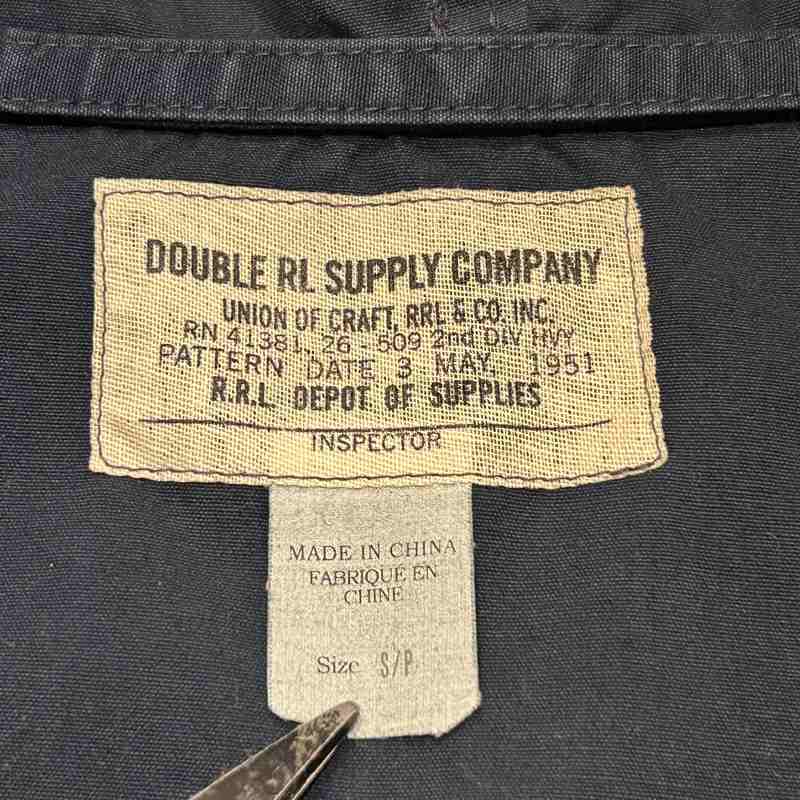 DOUBLE RL SUPPLY COMPANY
UNION OF CRAFT, RRL & CO. INC.
RN 41381, 26 - 509 2nd DIV HVY
PATTERN DATE 3 MAY, 1951
R.R.L DEPOT OF SUPPLIES
INSPECTOR
MADE IN CHINA
FABRIQUE EN
CHINE
Size S/P